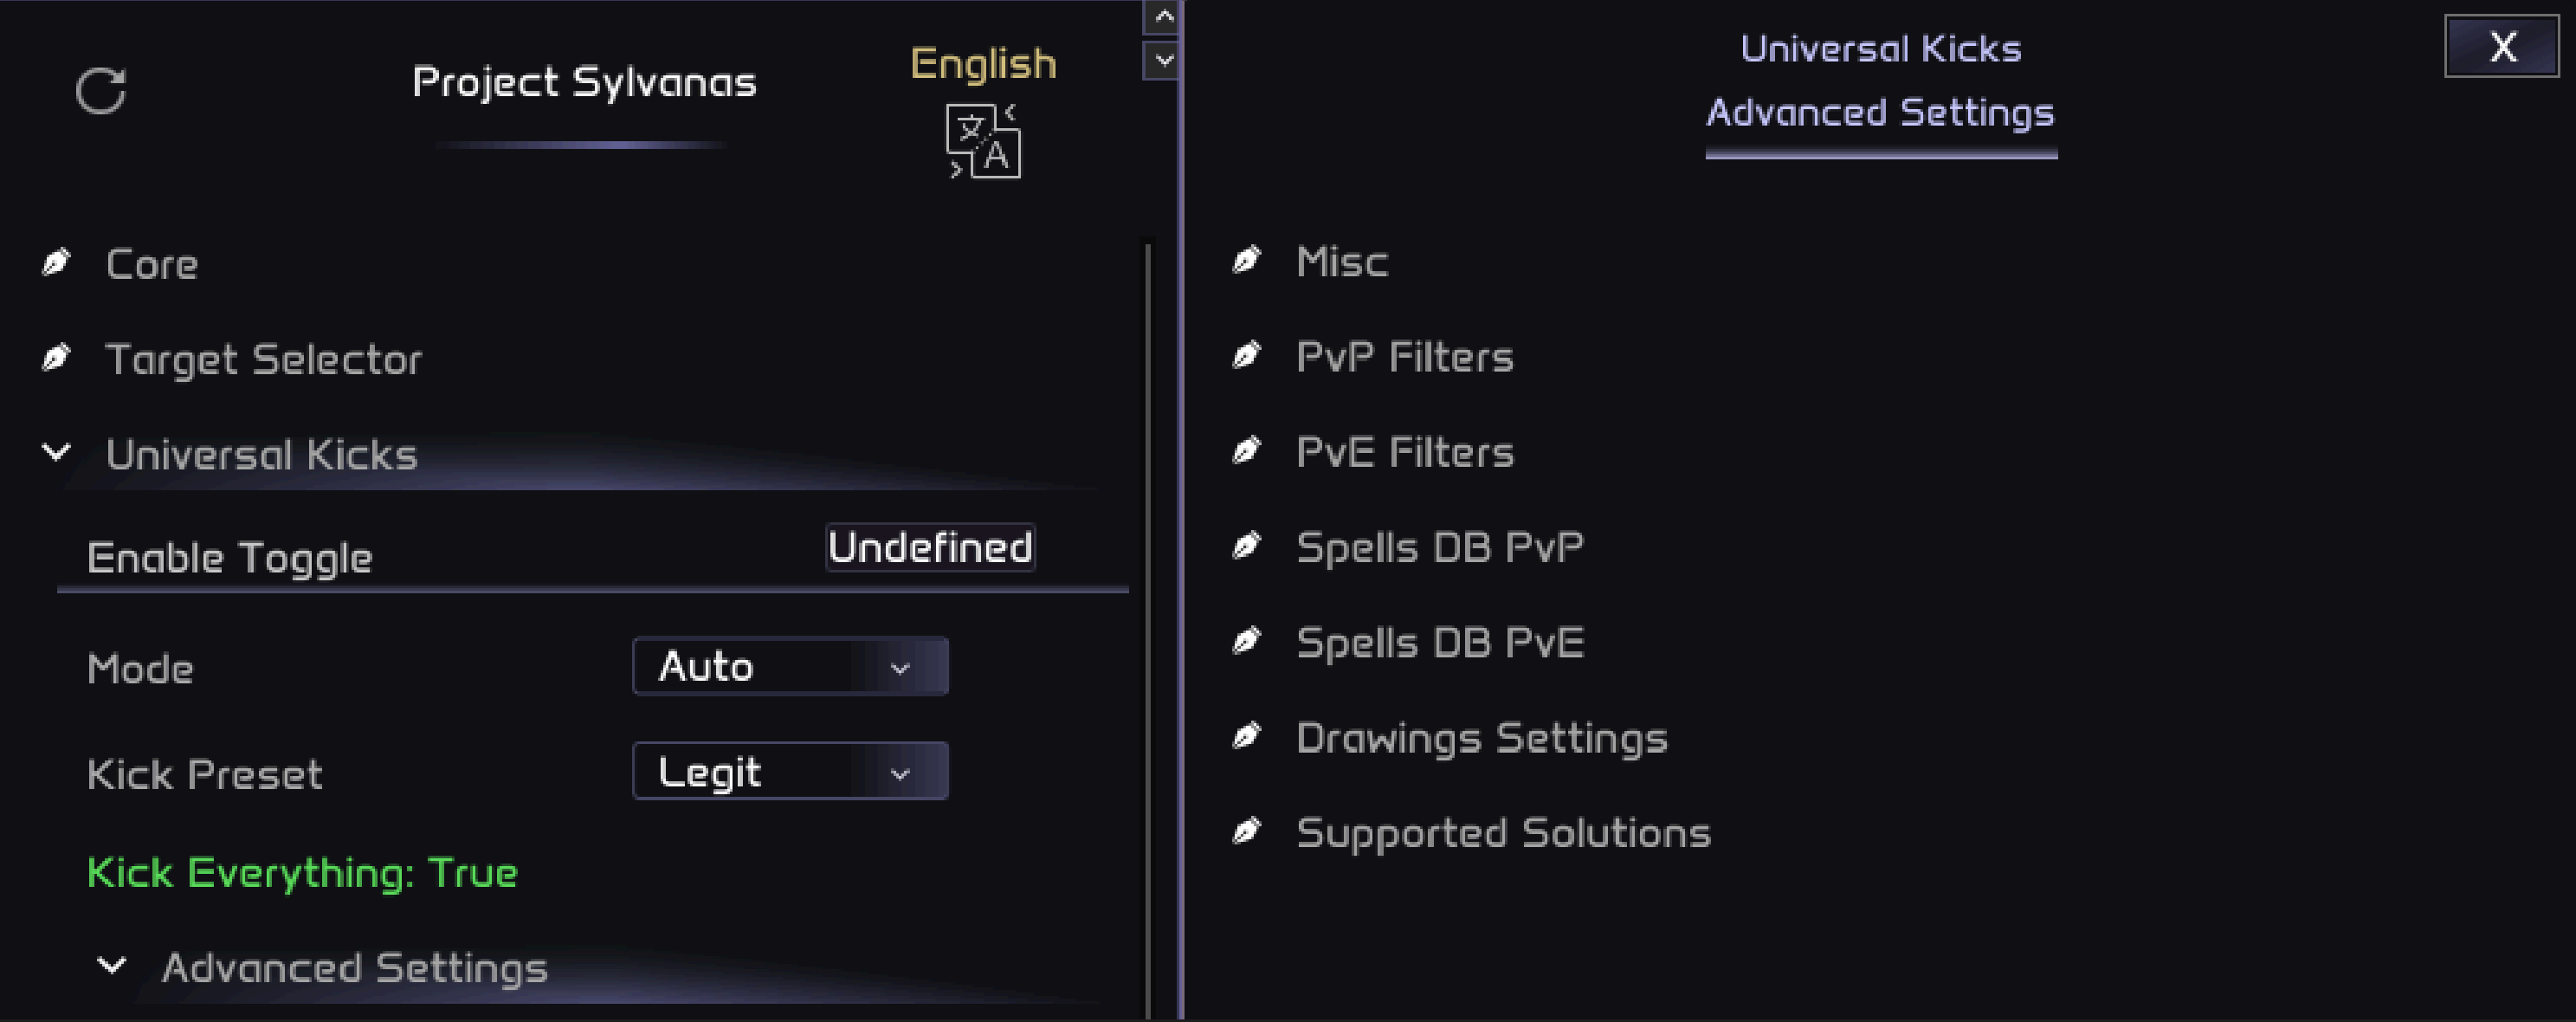 Project Sylvanas
English
Core
Target Selector
Universal Kicks
Enable Toggle Undefined
Mode Auto
Kick Preset Legit
Kick Everything: True
Advanced Settings
Universal Kicks
Advanced Settings
X
Misc
PvP Filters
PvE Filters
Spells DB PvP
Spells DB PvE
Drawings Settings
Supported Solutions